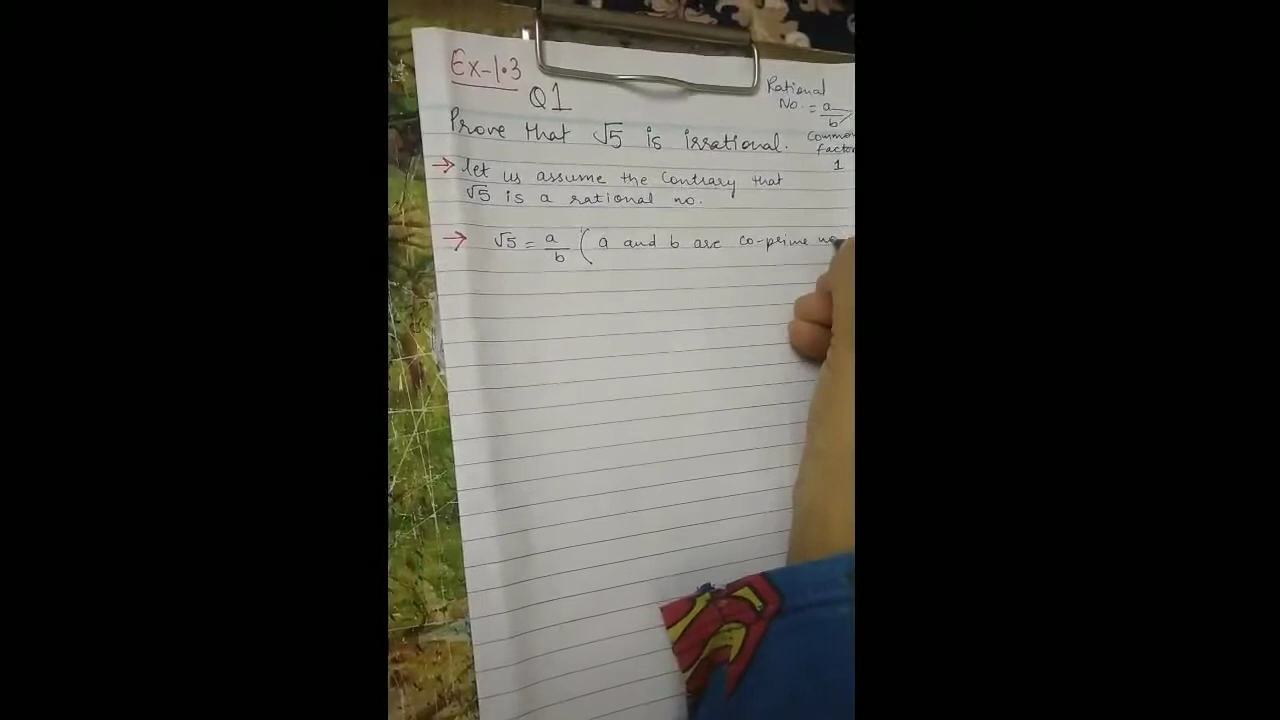 Ex-1.3
Q1
Rational
No. = a/b
Common
factor
1
Prove that √5 is irrational.
→ let us assume the contrary that
√5 is a rational no.
→ √5 = a/b ( a and b are co-prime no